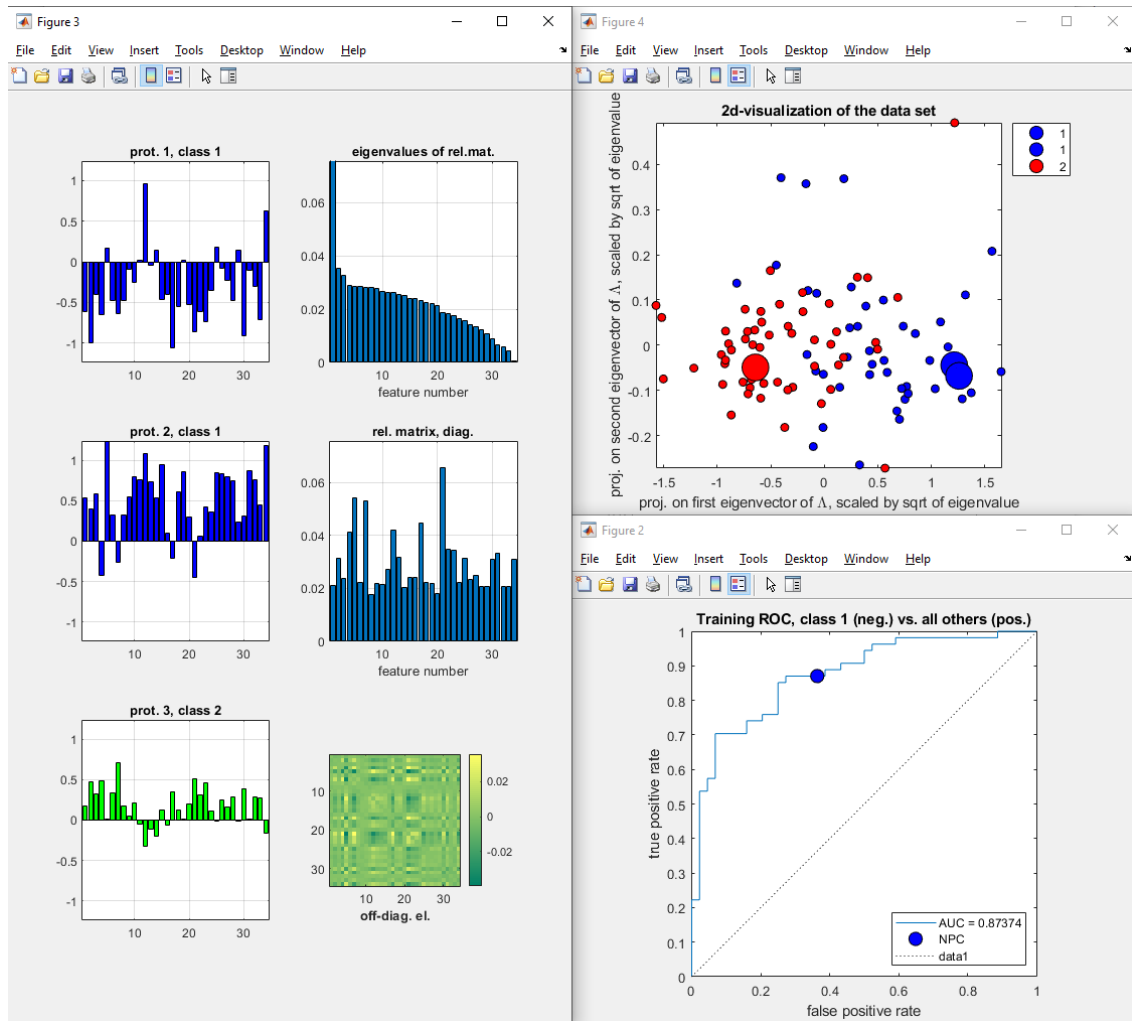 Figure 3
File Edit View Insert Tools Desktop Window Help
prot. 1, class 1
1
0.5
0
-0.5
-1
10 20 30
eigenvalues of rel.mat.
0.06
0.04
0.02
0
10 20 30
feature number
prot. 2, class 1
1
0.5
0
-0.5
-1
10 20 30
rel. matrix, diag.
0.06
0.04
0.02
0
10 20 30
feature number
prot. 3, class 2
1
0.5
0
-0.5
-1
10 20 30
10
20
30
10 20 30
off-diag. el.
0.02
0
-0.02
Figure 4
File Edit View Insert Tools Desktop Window Help
2d-visualization of the data set
proj. on second eigenvector of Λ, scaled by sqrt of eigenvalue
0.4
0.3
0.2
0.1
0
-0.1
-0.2
-1.5 -1 -0.5 0 0.5 1 1.5
proj. on first eigenvector of Λ, scaled by sqrt of eigenvalue
1
1
2
Figure 2
File Edit View Insert Tools Desktop Window Help
Training ROC, class 1 (neg.) vs. all others (pos.)
true positive rate
1
0.9
0.8
0.7
0.6
0.5
0.4
0.3
0.2
0.1
0
0 0.2 0.4 0.6 0.8 1
false positive rate
AUC = 0.87374
NPC
data1